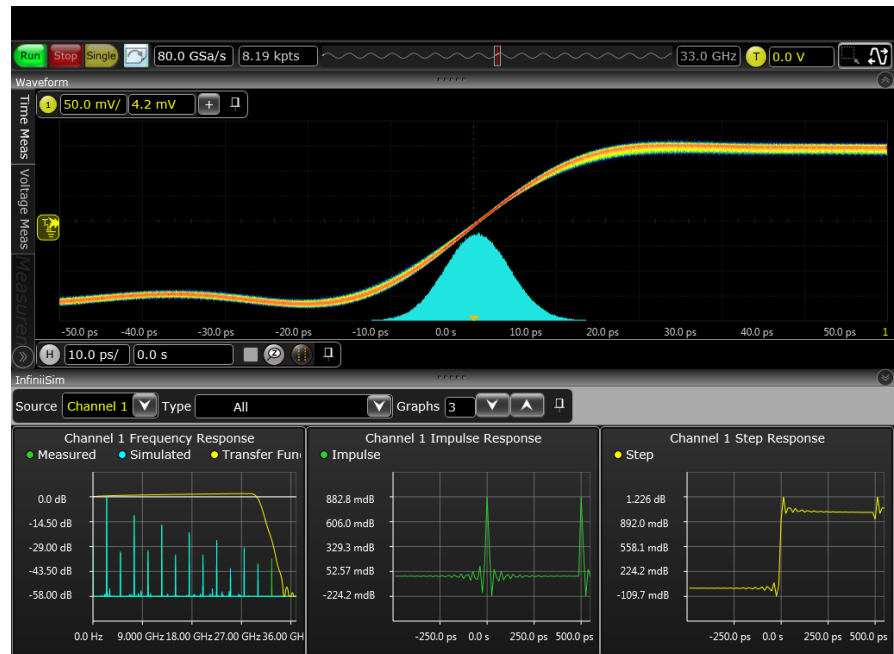 Run Stop Single 80.0 GSa/s 8.19 kpts 33.0 GHz T 0.0 V
Waveform
1 50.0 mV/ 4.2 mV +
Time Meas
Voltage Meas
T
-50.0 ps -40.0 ps -30.0 ps -20.0 ps -10.0 ps 0.0 s 10.0 ps 20.0 ps 30.0 ps 40.0 ps 50.0 ps 1
H 10.0 ps/ 0.0 s Z
InfiniiSim
Source Channel 1 Type All Graphs 3
Channel 1 Frequency Response
Measured Simulated Transfer Fun
0.0 dB
-14.50 dB
-29.00 dB
-43.50 dB
-58.00 dB
0.0 Hz 9.000 GHz 18.00 GHz 27.00 GHz 36.00 GH
Channel 1 Impulse Response
Impulse
882.8 mdB
606.0 mdB
329.3 mdB
52.57 mdB
-224.2 mdB
-250.0 ps 0.0 s 250.0 ps 500.0 ps
Channel 1 Step Response
Step
1.226 dB
892.0 mdB
558.1 mdB
224.2 mdB
-109.7 mdB
-250.0 ps 0.0 s 250.0 ps 500.0 ps